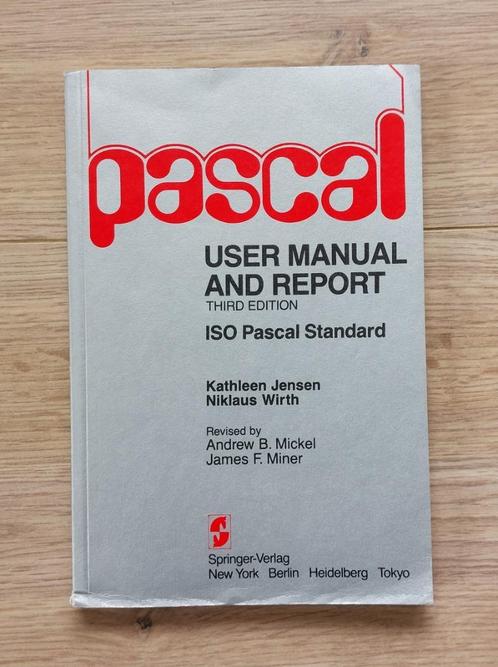 pascal
USER MANUAL
AND REPORT
THIRD EDITION
ISO Pascal Standard
Kathleen Jensen
Niklaus Wirth
Revised by
Andrew B. Mickel
James F. Miner
Springer-Verlag
New York Berlin Heidelberg Tokyo